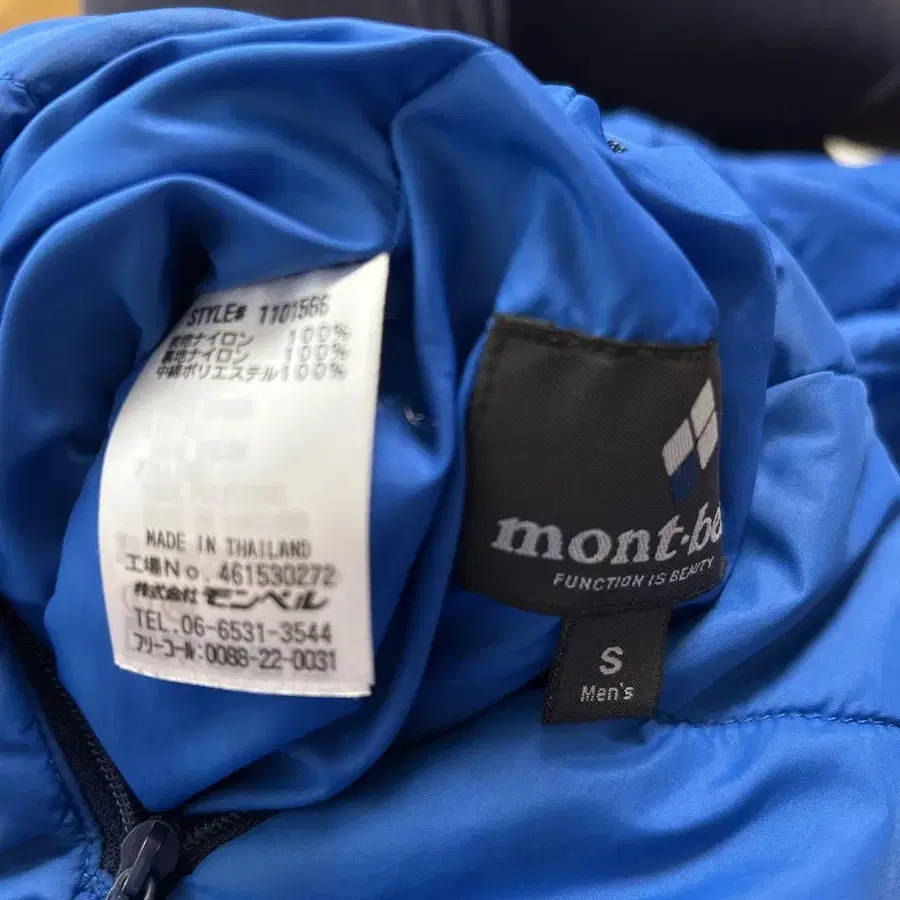 STYLE# 1101566
表地ナイロン 100%
裏地ナイロン 100%
中綿ポリエステル100%
MADE IN THAILAND
工場No. 461530272
株式会社 モンベル
TEL.06-6531-3544
フリーコール:0088-22-0031
mont-be
FUNCTION IS BEAUTY
S
Men's